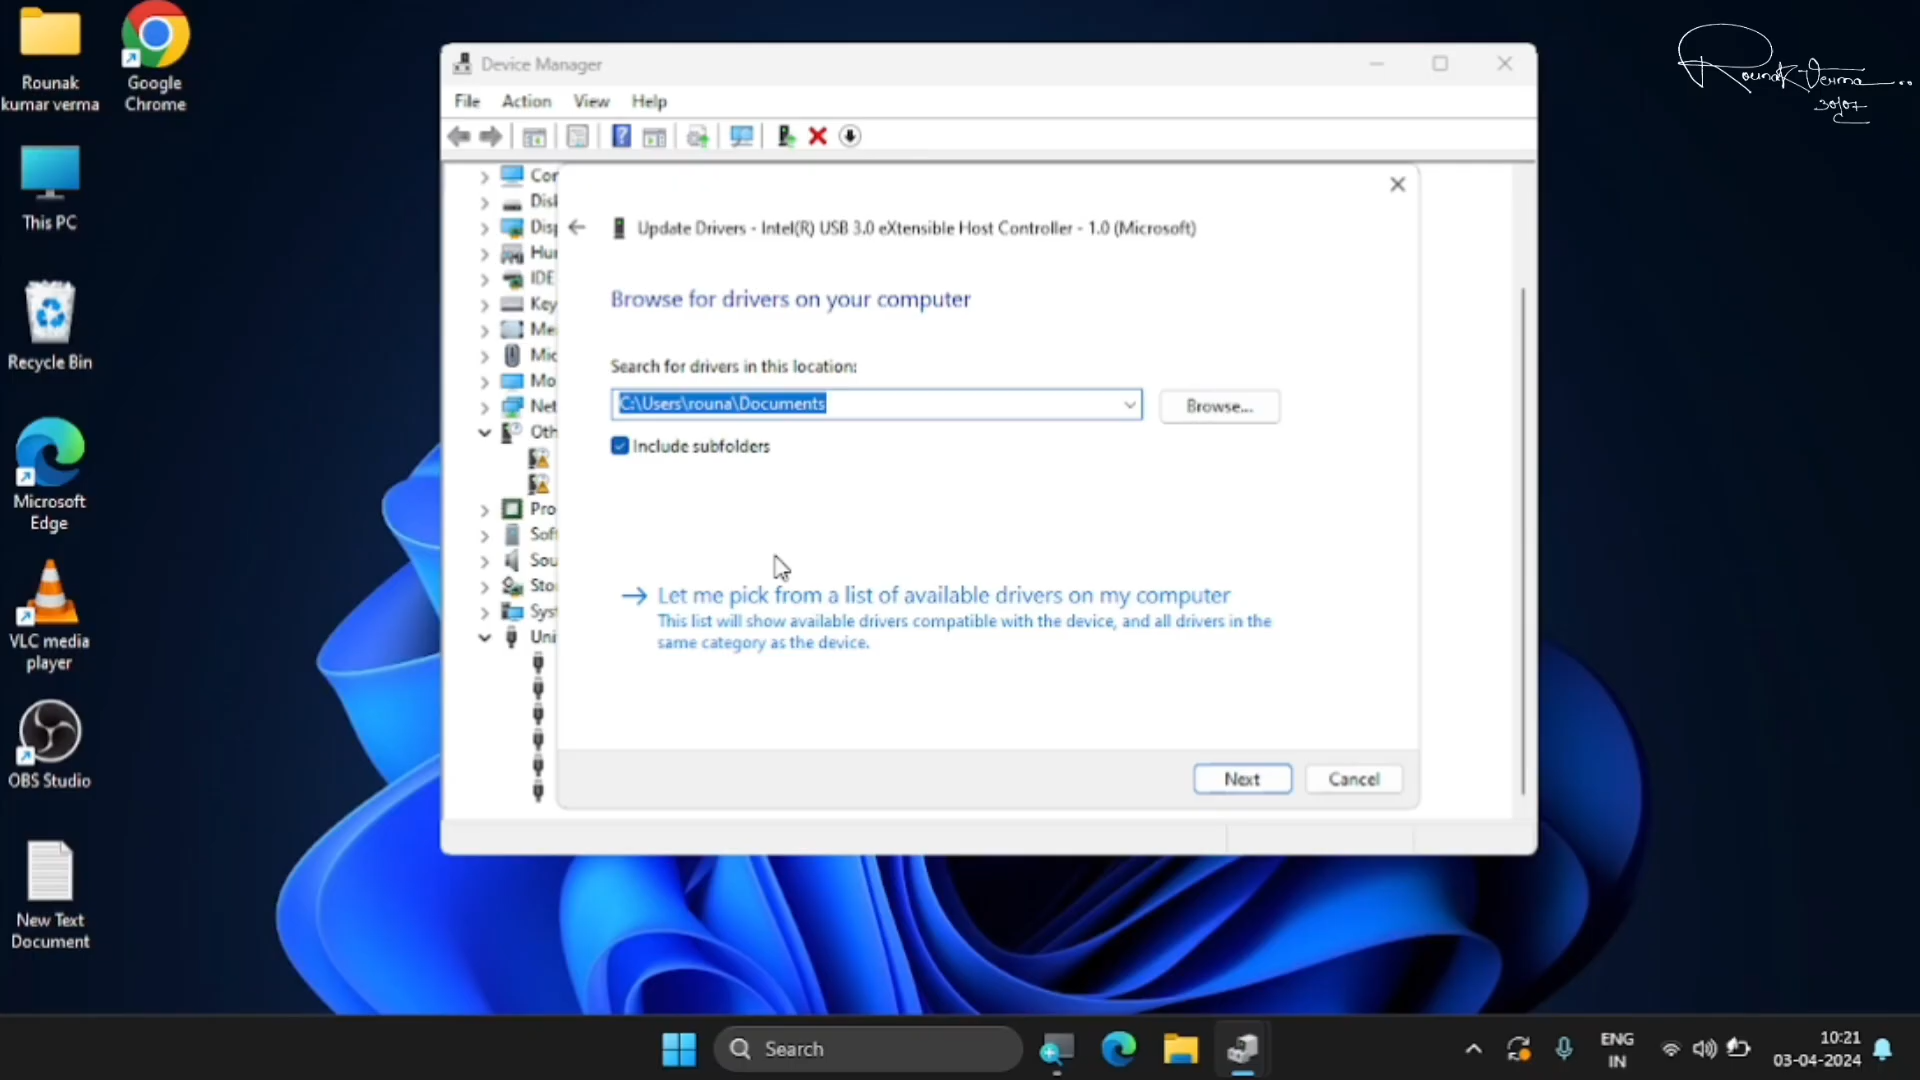 Rounak
kumar verma
Google
Chrome
This PC
Recycle Bin
Microsoft
Edge
VLC media
player
OBS Studio
New Text
Document
Device Manager
File Action View Help
Update Drivers - Intel(R) USB 3.0 eXtensible Host Controller - 1.0 (Microsoft)
Browse for drivers on your computer
Search for drivers in this location:
C:\Users\rouna\Documents
Browse...
Include subfolders
Let me pick from a list of available drivers on my computer
This list will show available drivers compatible with the device, and all drivers in the
same category as the device.
Next Cancel
Rounak Verma
30/07
Search
ENG
IN
10:21
03-04-2024